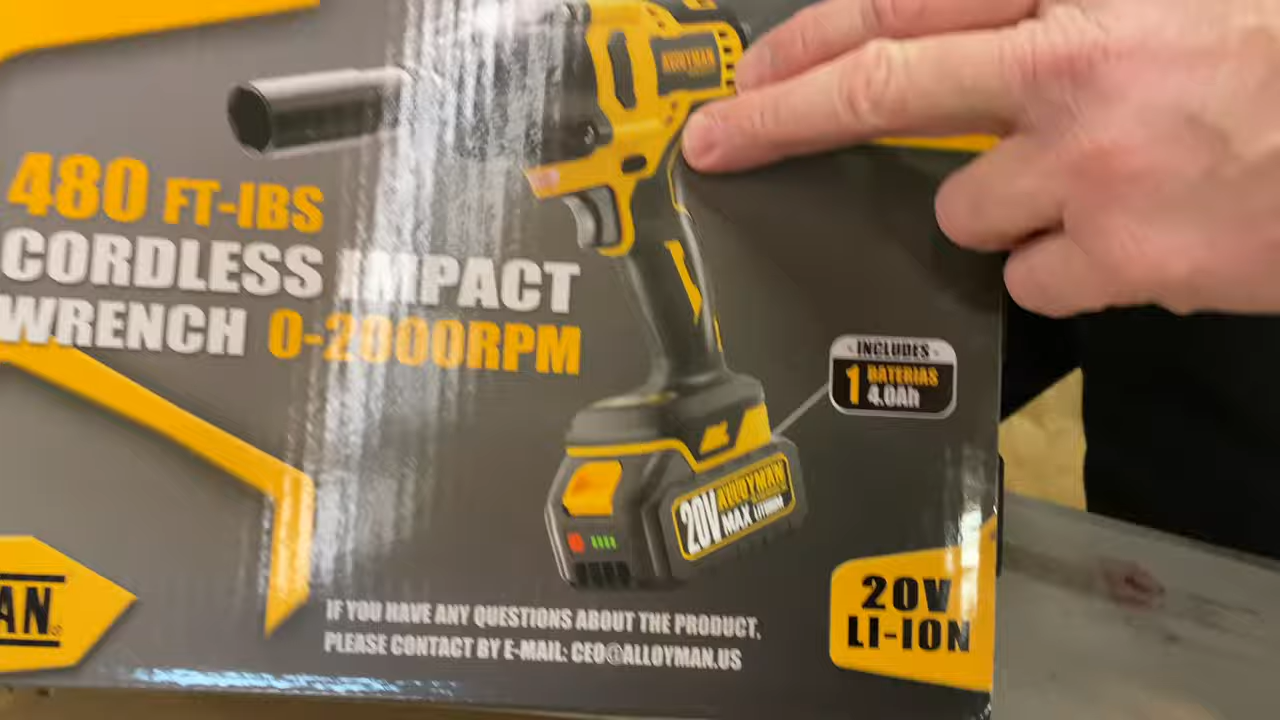 ALLOYMAN
480 FT-IBS
CORDLESS IMPACT
WRENCH 0-2000RPM
INCLUDES
1 BATERIAS
4.0Ah
20V ALLOYMAN
MAX LITHIUM
AN
IF YOU HAVE ANY QUESTIONS ABOUT THE PRODUCT,
PLEASE CONTACT BY E-MAIL: CEO@ALLOYMAN.US
20V
LI-ION